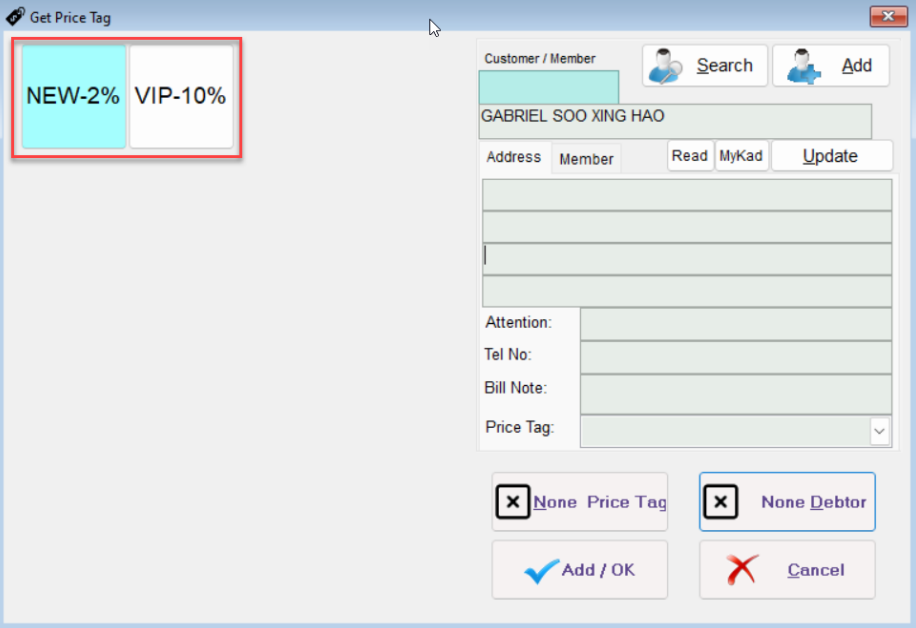 Get Price Tag
NEW-2%
VIP-10%
Customer / Member
Search
Add
GABRIEL SOO XING HAO
Address
Member
Read
MyKad
Update
Attention:
Tel No:
Bill Note:
Price Tag:
None Price Tag
None Debtor
Add / OK
Cancel